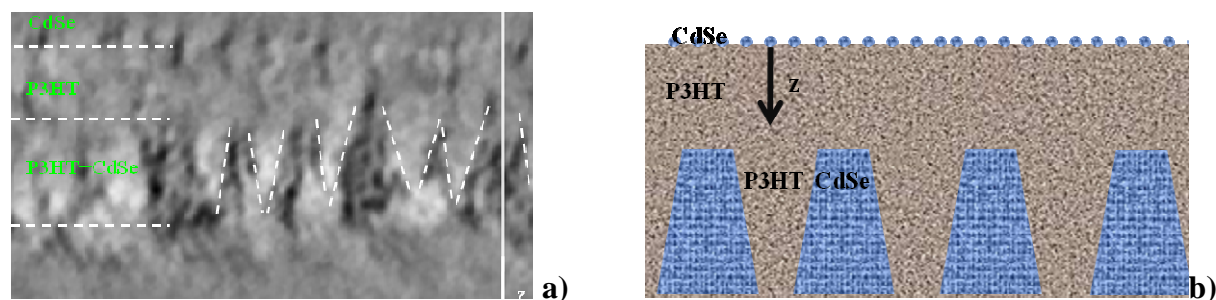 CdSe
P3HT
P3HT+CdSe
z
a)
CdSe
z
P3HT
P3HT CdSe
b)